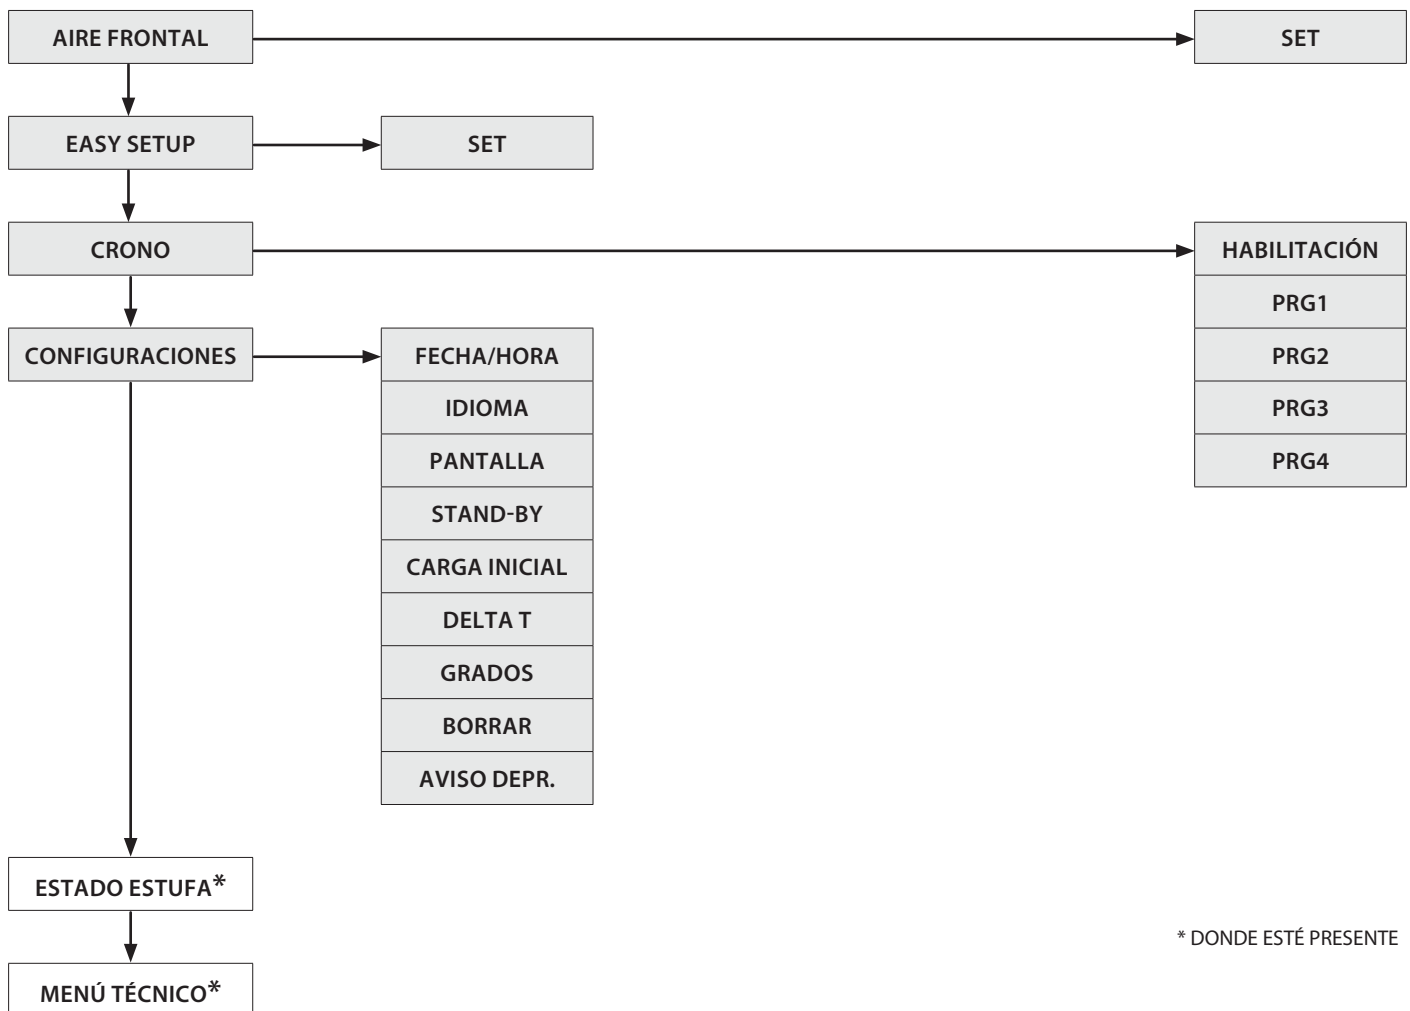 AIRE FRONTAL
SET
EASY SETUP
SET
CRONO
HABILITACIÓN
PRG1
PRG2
PRG3
PRG4
CONFIGURACIONES
FECHA/HORA
IDIOMA
PANTALLA
STAND-BY
CARGA INICIAL
DELTA T
GRADOS
BORRAR
AVISO DEPR.
ESTADO ESTUFA*
MENÚ TÉCNICO*
* DONDE ESTÉ PRESENTE